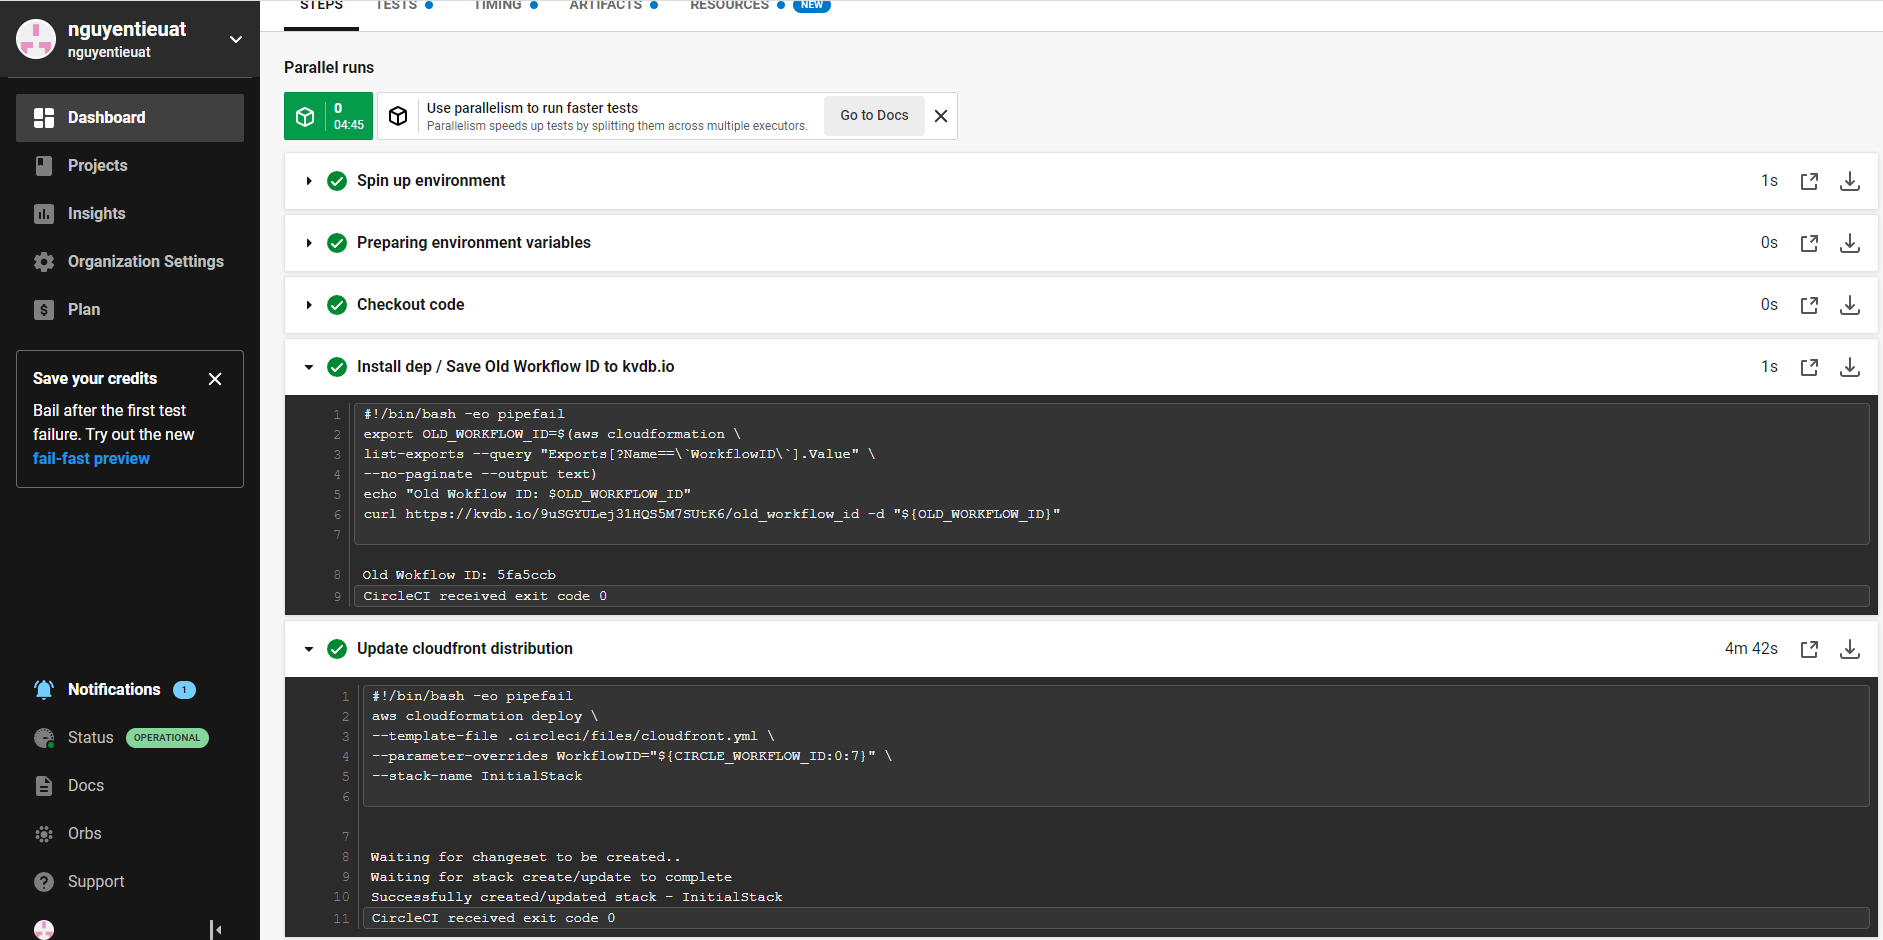 nguyentieuat
nguyentieuat
Dashboard
Projects
Insights
Organization Settings
Plan
Save your credits
Bail after the first test
failure. Try out the new
fail-fast preview
Notifications 1
Status OPERATIONAL
Docs
Orbs
Support
STEPS TESTS TIMING ARTIFACTS RESOURCES NEW
Parallel runs
0
04:45
Use parallelism to run faster tests
Parallelism speeds up tests by splitting them across multiple executors.
Go to Docs
Spin up environment 1s
Preparing environment variables 0s
Checkout code 0s
Install dep / Save Old Workflow ID to kvdb.io 1s
1 #!/bin/bash -eo pipefail
2 export OLD_WORKFLOW_ID=$(aws cloudformation \
3 list-exports --query "Exports[?Name==\`WorkflowID\`].Value" \
4 --no-paginate --output text)
5 echo "Old Wokflow ID: $OLD_WORKFLOW_ID"
6 curl https://kvdb.io/9uSGYULej31HQS5M7SUtK6/old_workflow_id -d "${OLD_WORKFLOW_ID}"
7
8 Old Wokflow ID: 5fa5ccb
9 CircleCI received exit code 0
Update cloudfront distribution 4m 42s
1 #!/bin/bash -eo pipefail
2 aws cloudformation deploy \
3 --template-file .circleci/files/cloudfront.yml \
4 --parameter-overrides WorkflowID="${CIRCLE_WORKFLOW_ID:0:7}" \
5 --stack-name InitialStack
6
7
8 Waiting for changeset to be created..
9 Waiting for stack create/update to complete
10 Successfully created/updated stack - InitialStack
11 CircleCI received exit code 0